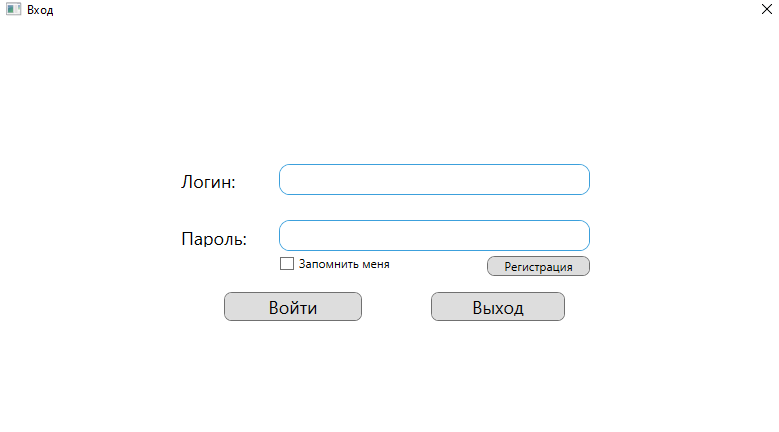 Вход
Логин:
Пароль:
Запомнить меня
Регистрация
Войти
Выход